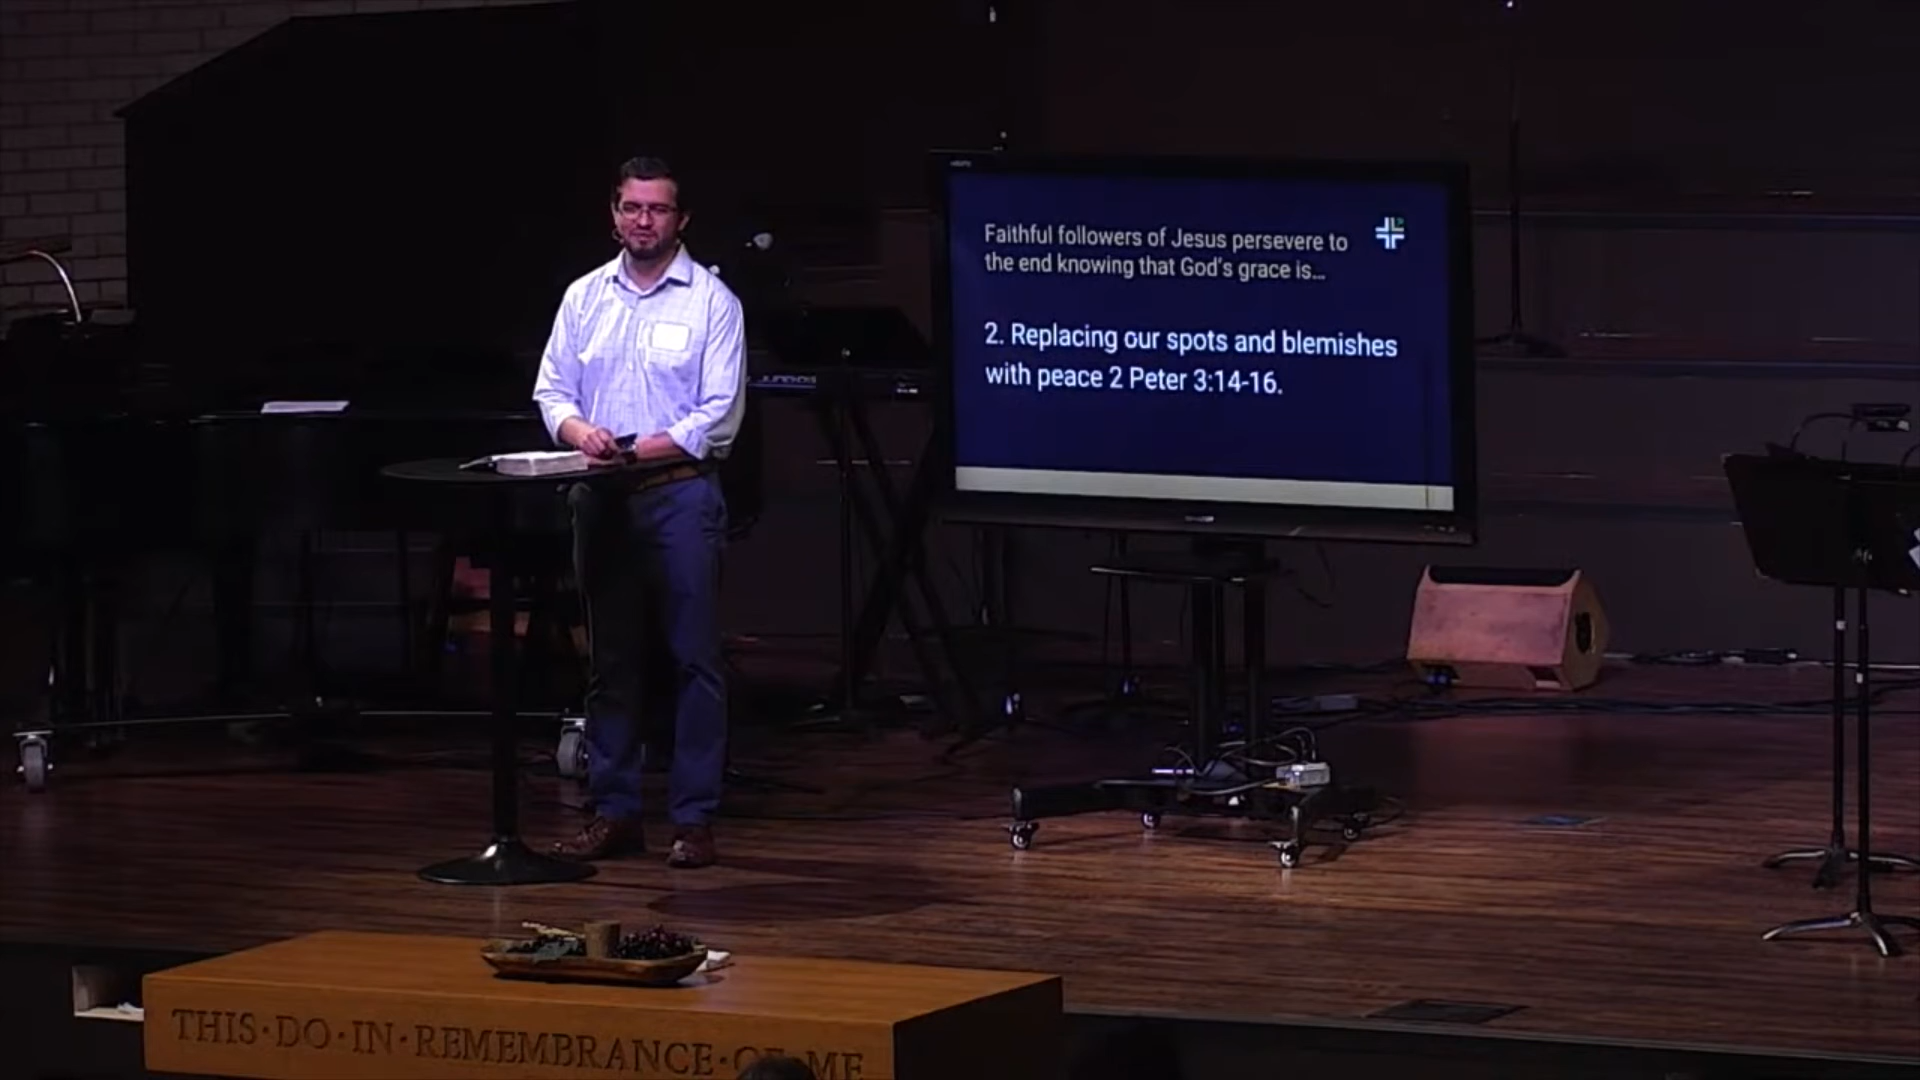 Faithful followers of Jesus persevere to
the end knowing that God's grace is...
2. Replacing our spots and blemishes
with peace 2 Peter 3:14-16.
THIS·DO·IN·REMEMBRANCE·OF·ME